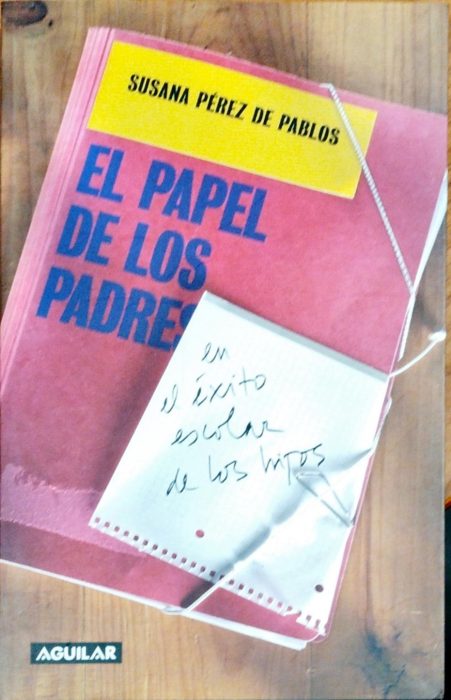 SUSANA PÉREZ DE PABLOS
EL PAPEL
DE LOS
PADRES
en
el éxito
escolar
de los hijos
AGUILAR